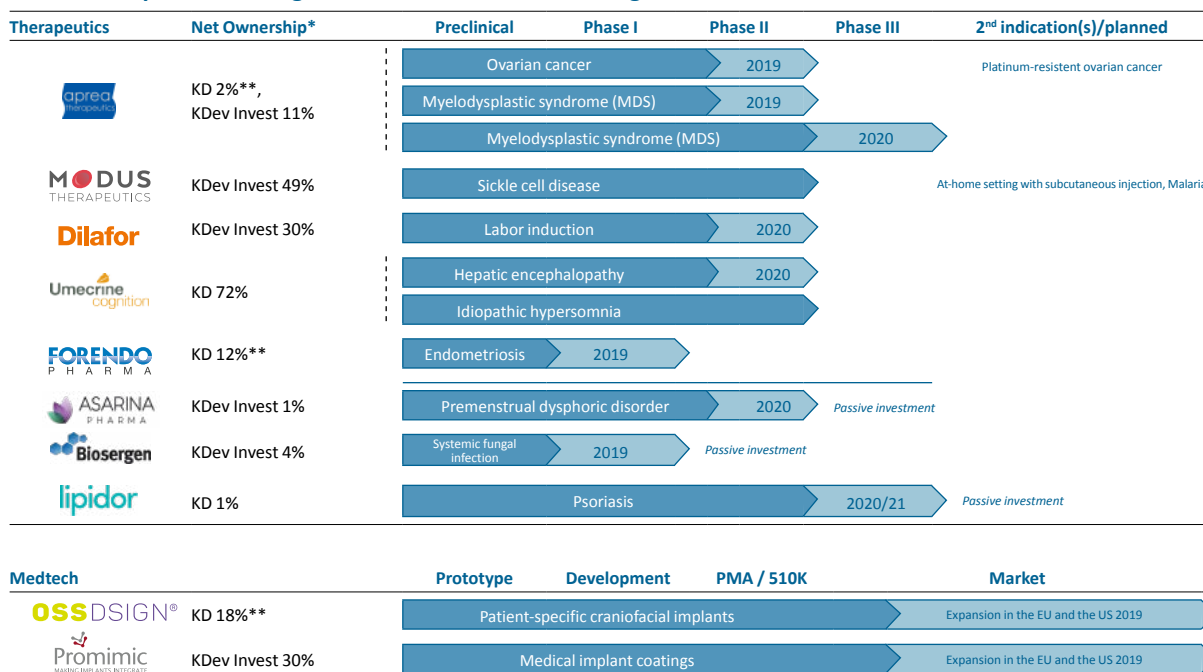 Therapeutics Net Ownership* Preclinical Phase I Phase II Phase III 2nd indication(s)/planned
aprea therapeutics
KD 2%**,
KDev Invest 11%
Ovarian cancer 2019 Platinum-resistent ovarian cancer
Myelodysplastic syndrome (MDS) 2019
Myelodysplastic syndrome (MDS) 2020
MODUS
THERAPEUTICS
KDev Invest 49% Sickle cell disease At-home setting with subcutaneous injection, Malaria
Dilafor KDev Invest 30% Labor induction 2020
Umecrine
cognition
KD 72%
Hepatic encephalopathy 2020
Idiopathic hypersomnia
FORENDO
PHARMA
KD 12%** Endometriosis 2019
ASARINA
PHARMA
KDev Invest 1% Premenstrual dysphoric disorder 2020 Passive investment
Biosergen KDev Invest 4% Systemic fungal
infection
2019 Passive investment
lipidor KD 1% Psoriasis 2020/21 Passive investment
Medtech Prototype Development PMA / 510K Market
OSSDSIGN® KD 18%** Patient-specific craniofacial implants Expansion in the EU and the US 2019
Promimic
MAKING IMPLANTS INTEGRATE
KDev Invest 30% Medical implant coatings Expansion in the EU and the US 2019